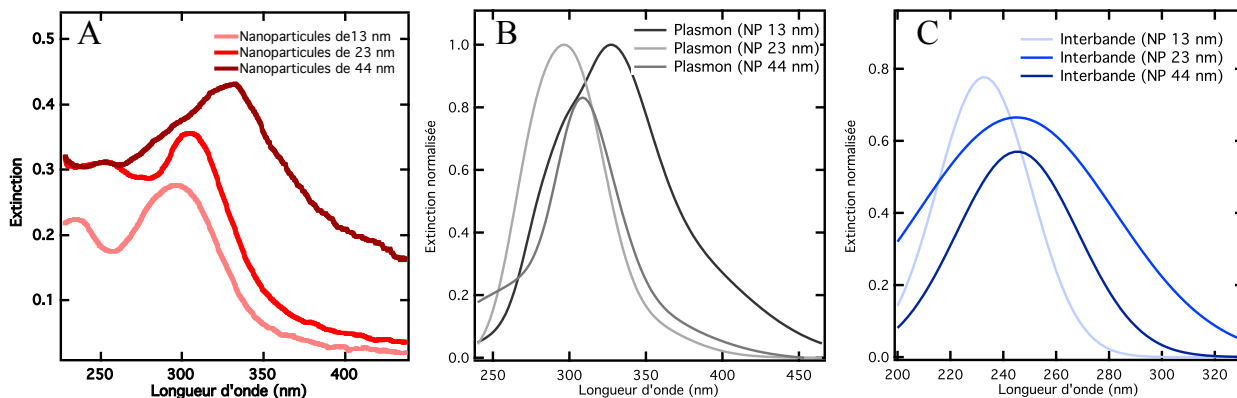 A
Nanoparticules de13 nm
Nanoparticules de 23 nm
Nanoparticules de 44 nm
0.5
0.4
0.3
0.2
0.1
Extinction
250
300
350
400
Longueur d'onde (nm)
B
Plasmon (NP 13 nm)
Plasmon (NP 23 nm)
Plasmon (NP 44 nm)
1.0
0.8
0.6
0.4
0.2
0.0
Extinction normalisée
250
300
350
400
450
Longueur d'onde (nm)
C
Interbande (NP 13 nm)
Interbande (NP 23 nm)
Interbande (NP 44 nm)
0.8
0.6
0.4
0.2
0.0
Extinction normalisée
200
220
240
260
280
300
320
Longueur d'onde (nm)